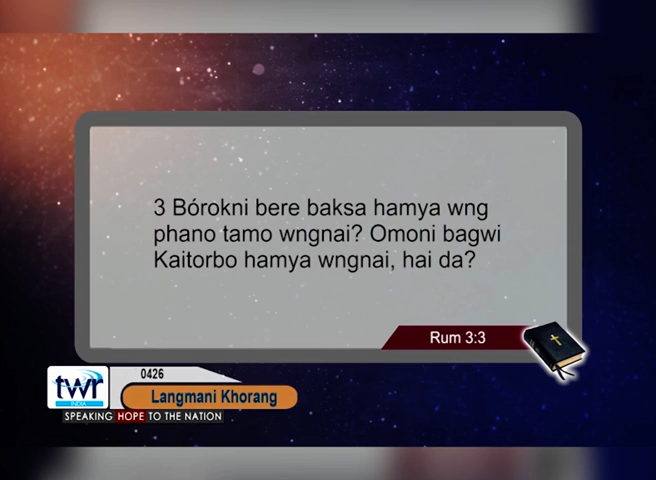 3 Bórokni bere baksa hamya wng
phano tamo wngnai? Omoni bagwi
Kaitorbo hamya wngnai, hai da?
Rum 3:3
0426
twr
INDIA
Langmani Khorang
SPEAKING HOPE TO THE NATION